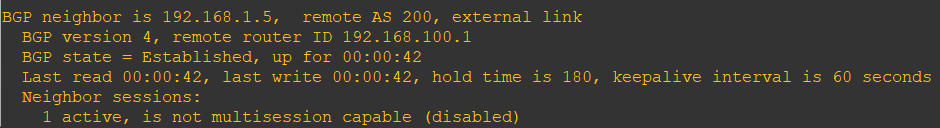 BGP neighbor is 192.168.1.5,  remote AS 200, external link
  BGP version 4, remote router ID 192.168.100.1
  BGP state = Established, up for 00:00:42
  Last read 00:00:42, last write 00:00:42, hold time is 180, keepalive interval is 60 seconds
  Neighbor sessions:
    1 active, is not multisession capable (disabled)